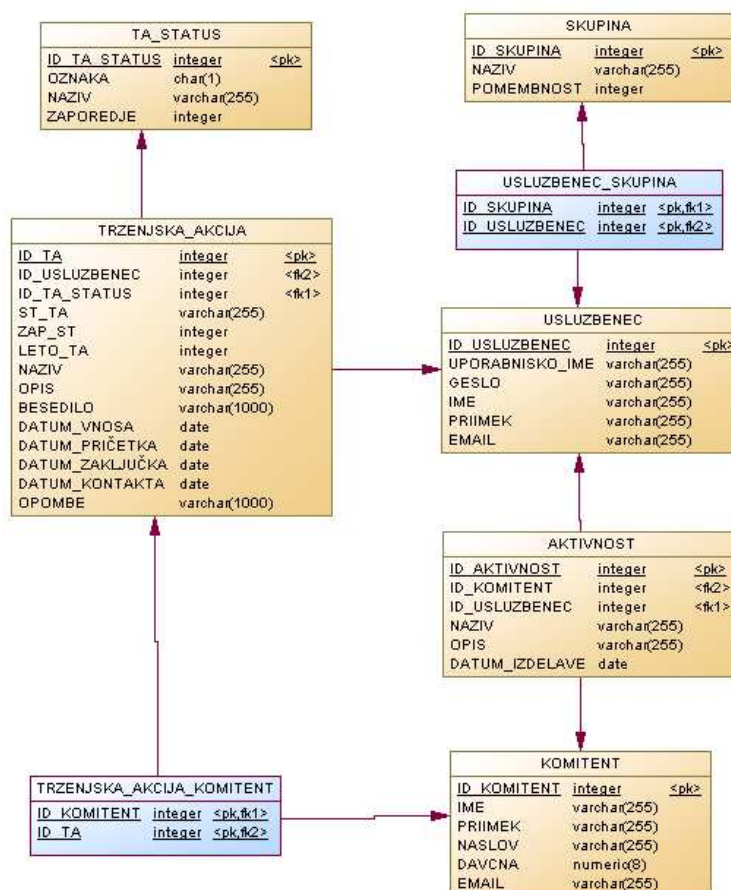 TA_STATUS
ID_TA_STATUS integer <pk>
OZNAKA char(1)
NAZIV varchar(255)
ZAPOREDJE integer
SKUPINA
ID_SKUPINA integer <pk>
NAZIV varchar(255)
POMEMBNOST integer
USLUZBENEC_SKUPINA
ID_SKUPINA integer <pk,fk1>
ID_USLUZBENEC integer <pk,fk2>
TRZENJSKA_AKCIJA
ID_TA integer <pk>
ID_USLUZBENEC integer <fk2>
ID_TA_STATUS integer <fk1>
ST_TA varchar(255)
ZAP_ST integer
LETO_TA integer
NAZIV varchar(255)
OPIS varchar(255)
BESEDILO varchar(1000)
DATUM_VNOSA date
DATUM_PRIČETKA date
DATUM_ZAKLJUČKA date
DATUM_KONTAKTA date
OPOMBE varchar(1000)
USLUZBENEC
ID_USLUZBENEC integer <pk>
UPORABNISKO_IME varchar(255)
GESLO varchar(255)
IME varchar(255)
PRIIMEK varchar(255)
EMAIL varchar(255)
AKTIVNOST
ID_AKTIVNOST integer <pk>
ID_KOMITENT integer <fk2>
ID_USLUZBENEC integer <fk1>
NAZIV varchar(255)
OPIS varchar(255)
DATUM_IZDELAVE date
TRZENJSKA_AKCIJA_KOMITENT
ID_KOMITENT integer <pk,fk1>
ID_TA integer <pk,fk2>
KOMITENT
ID_KOMITENT integer <pk>
IME varchar(255)
PRIIMEK varchar(255)
NASLOV varchar(255)
DAVCNA numeric(8)
EMAIL varchar(255)